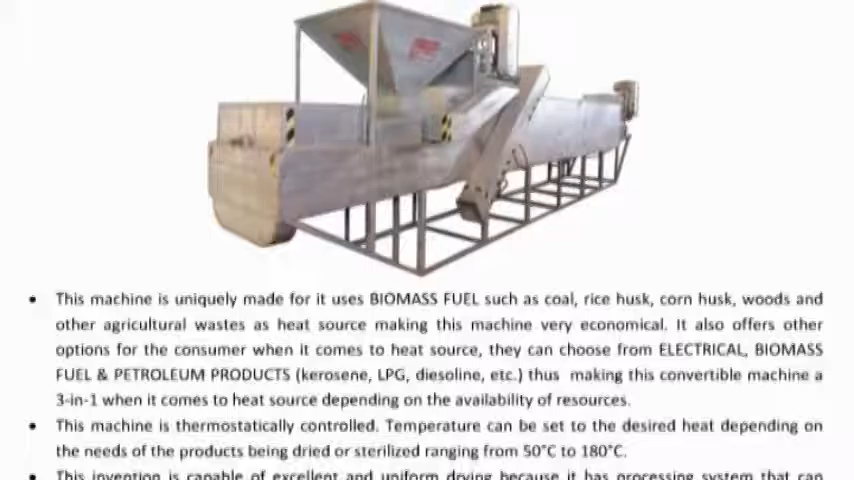 • This machine is uniquely made for it uses BIOMASS FUEL such as coal, rice husk, corn husk, woods and
other agricultural wastes as heat source making this machine very economical. It also offers other
options for the consumer when it comes to heat source, they can choose from ELECTRICAL, BIOMASS
FUEL & PETROLEUM PRODUCTS (kerosene, LPG, diesoline, etc.) thus making this convertible machine a
3-in-1 when it comes to heat source depending on the availability of resources.
• This machine is thermostatically controlled. Temperature can be set to the desired heat depending on
the needs of the products being dried or sterilized ranging from 50°C to 180°C.
• This invention is capable of excellent and uniform drying because it has processing system that can